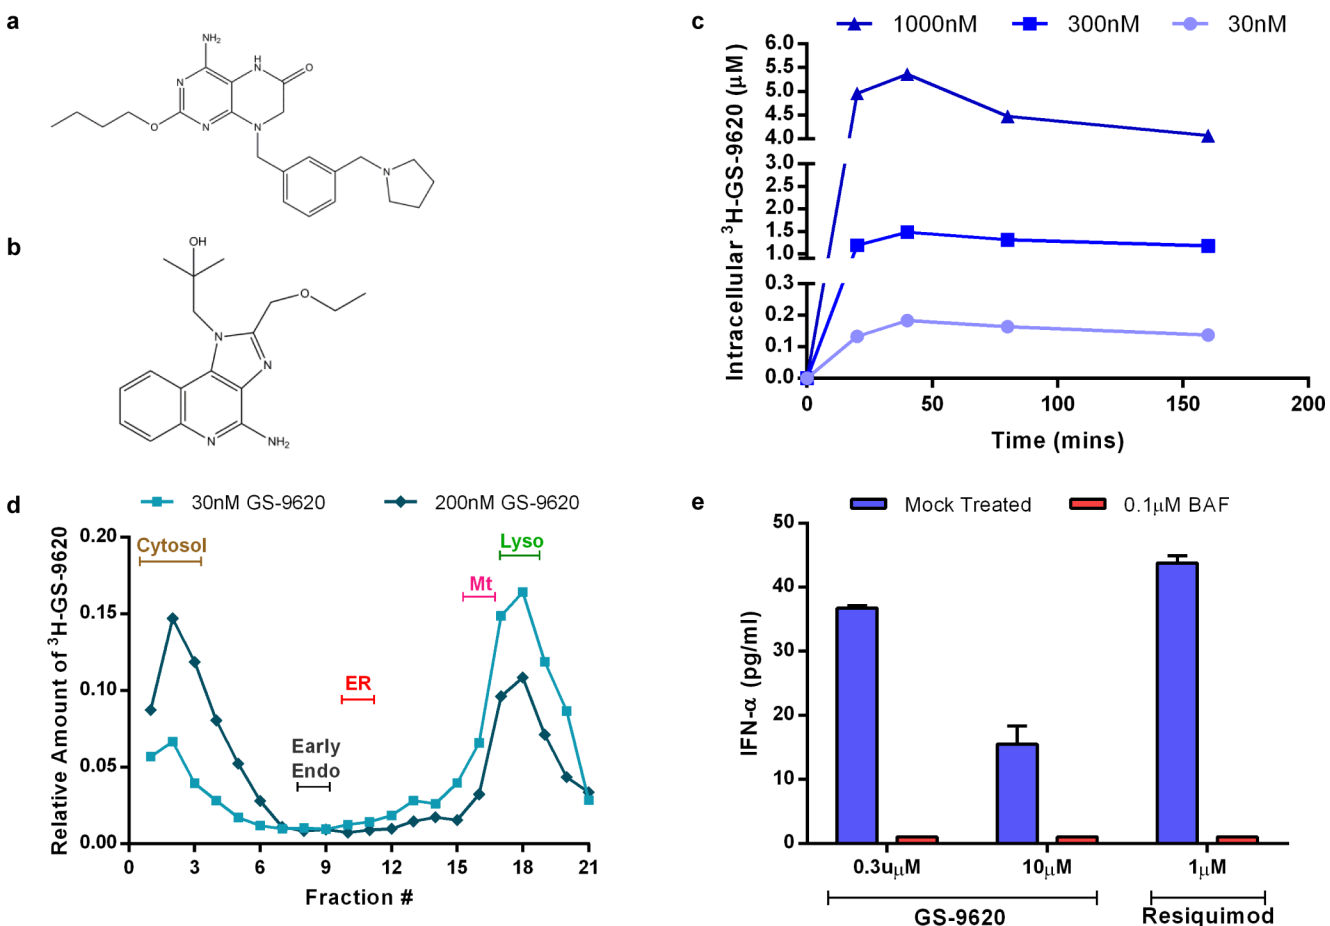 a
NH₂
H
N
N
O
O
N
N
N
b
OH
O
N
N
N
NH₂
c
1000nM 300nM 30nM
Intracellular ³H-GS-9620 (μM)
6.0
5.5
5.0
4.5
4.0
3.0
2.5
2.0
1.5
1.0
0.3
0.2
0.1
0.0
0 50 100 150 200
Time (mins)
d
30nM GS-9620 200nM GS-9620
Relative Amount of ³H-GS-9620
0.20
0.15
0.10
0.05
0.00
Cytosol
Lyso
Mt
ER
Early
Endo
0 3 6 9 12 15 18 21
Fraction #
e
Mock Treated 0.1μM BAF
IFN-α (pg/ml)
50
40
30
20
10
0
0.3uμM 10μM 1μM
GS-9620 Resiquimod